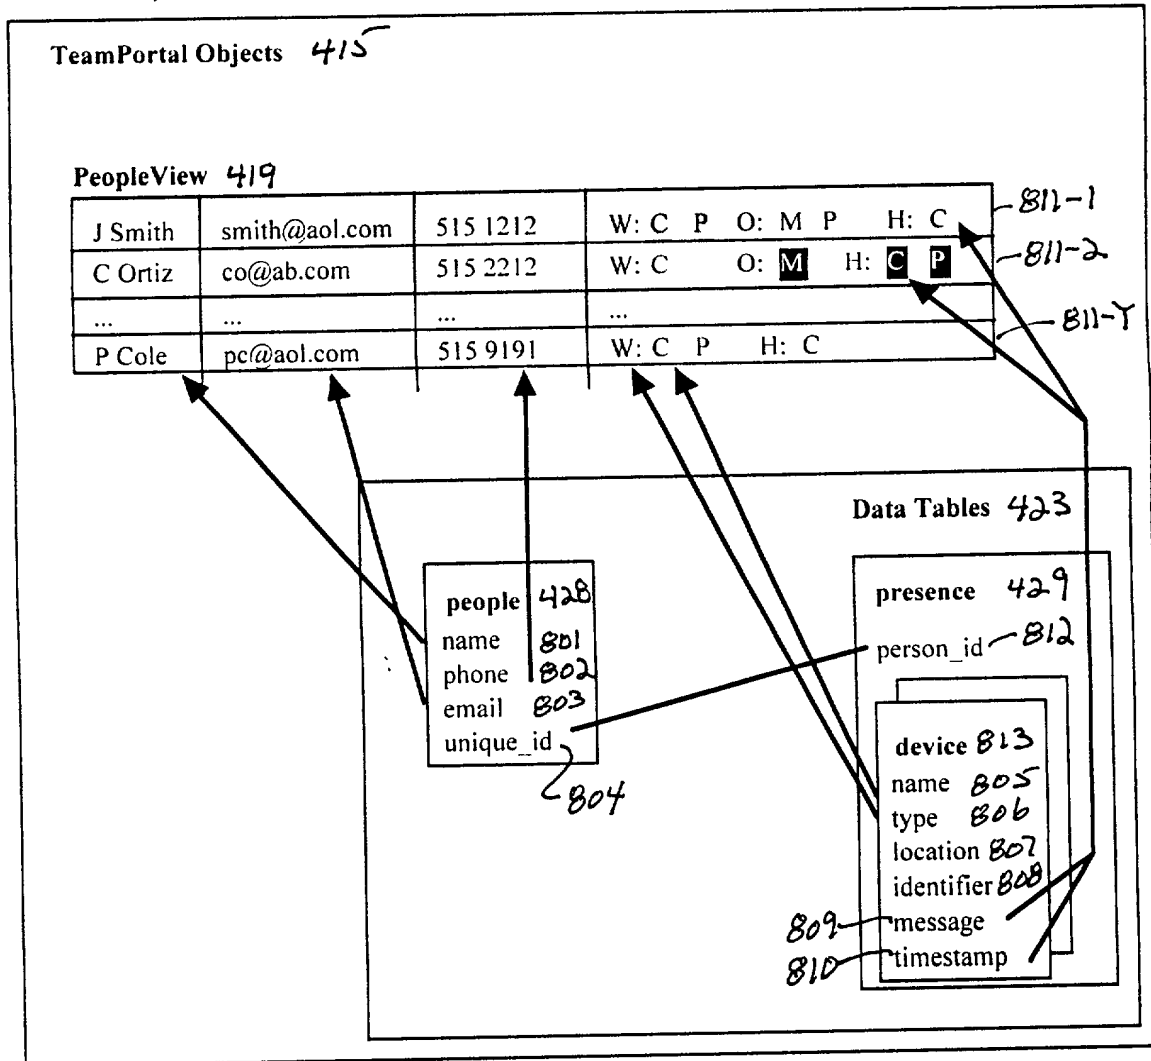 TeamPortal Objects 415
PeopleView 419
J Smith smith@aol.com 515 1212 W: C P O: M P H: C 811-1
C Ortiz co@ab.com 515 2212 W: C O: M H: C P 811-2
... ... ... ...
P Cole pc@aol.com 515 9191 W: C P H: C 811-Y
Data Tables 423
people 428
name 801
phone 802
email 803
unique_id
804
presence 429
person_id 812
device 813
name 805
type 806
location 807
identifier 808
809 message
810 timestamp